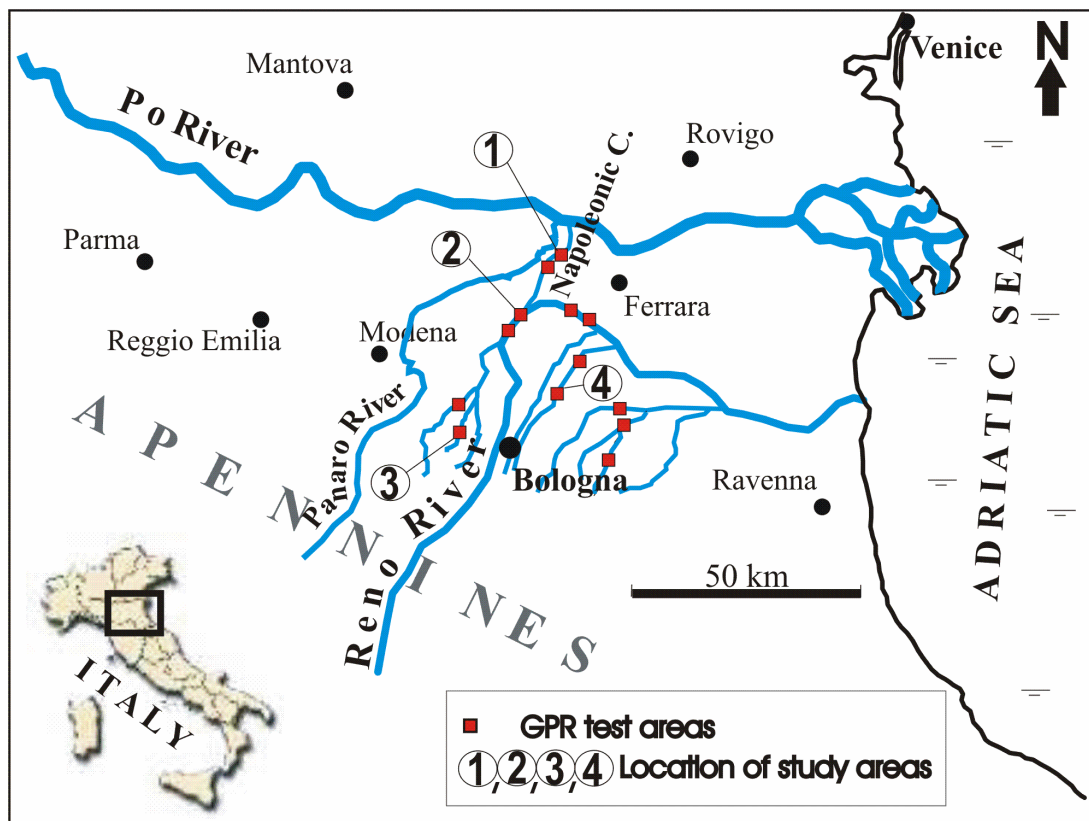 Venice
N
Mantova
Po River
1
Napoleonic C.
Rovigo
Parma
2
Ferrara
Reggio Emilia
Modena
ADRIATIC SEA
4
Panaro River
3
Bologna
Ravenna
APENNINES
Reno River
50 km
ITALY
GPR test areas
1,2,3,4 Location of study areas